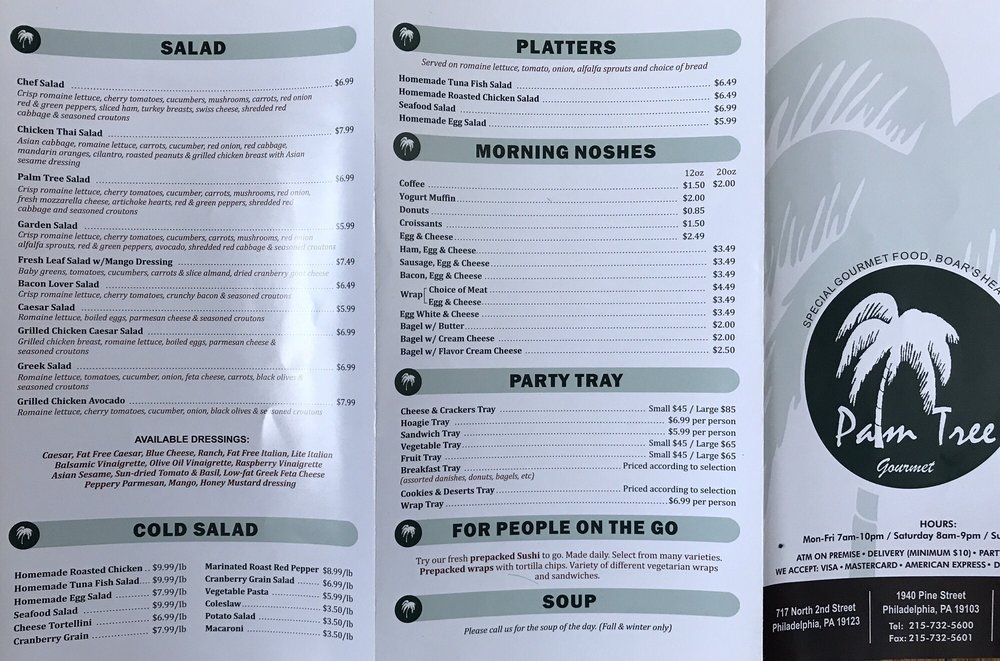 SALAD
Chef Salad $6.99
Crisp romaine lettuce, cherry tomatoes, cucumbers, mushrooms, carrots, red onion
red & green peppers, sliced ham, turkey breasts, swiss cheese, shredded red
cabbage & seasoned croutons
Chicken Thai Salad $7.99
Asian cabbage, romaine lettuce, carrots, cucumber, red onion, red cabbage,
mandarin oranges, cilantro, roasted peanuts & grilled chicken breast with Asian
sesame dressing
Palm Tree Salad $6.99
Crisp romaine lettuce, cherry tomatoes, cucumber, carrots, mushrooms, red onion,
fresh mozzarella cheese, artichoke hearts, red & green peppers, shredded red
cabbage and seasoned croutons
Garden Salad $5.99
Crisp romaine lettuce, cherry tomatoes, cucumbers, carrots, mushrooms, red onion
alfalfa sprouts, red & green peppers, avocado, shredded red cabbage & seasoned croutons
Fresh Leaf Salad w/Mango Dressing $7.49
Baby greens, tomatoes, cucumbers, carrots & slice almond, dried cranberry goat cheese
Bacon Lover Salad $6.49
Crisp romaine lettuce, cherry tomatoes, crunchy bacon & seasoned croutons
Caesar Salad $5.99
Romaine lettuce, boiled eggs, parmesan cheese & seasoned croutons
Grilled Chicken Caesar Salad $6.99
Grilled chicken breast, romaine lettuce, boiled eggs, parmesan cheese &
seasoned croutons
Greek Salad $6.99
Romaine lettuce, tomatoes, cucumber, onion, feta cheese, carrots, black olives &
seasoned croutons
Grilled Chicken Avocado $7.99
Romaine lettuce, cherry tomatoes, cucumber, onion, black olives & seasoned croutons
AVAILABLE DRESSINGS:
Caesar, Fat Free Caesar, Blue Cheese, Ranch, Fat Free Italian, Lite Italian
Balsamic Vinaigrette, Olive Oil Vinaigrette, Raspberry Vinaigrette
Asian Sesame, Sun-dried Tomato & Basil, Low-fat Greek Feta Cheese
Peppery Parmesan, Mango, Honey Mustard dressing
COLD SALAD
Homemade Roasted Chicken .. $9.99/lb
Homemade Tuna Fish Salad.... $9.99/lb
Homemade Egg Salad $7.99/lb
Seafood Salad $9.99/lb
Cheese Tortellini $6.99/lb
Cranberry Grain $7.99/lb
Marinated Roast Red Pepper $8.99/lb
Cranberry Grain Salad $6.99/lb
Vegetable Pasta $5.99/lb
Coleslaw $3.50/lb
Potato Salad $3.50/lb
Macaroni $3.50/lb
PLATTERS
Served on romaine lettuce, tomato, onion, alfalfa sprouts and choice of bread
Homemade Tuna Fish Salad $6.49
Homemade Roasted Chicken Salad $6.49
Seafood Salad $6.99
Homemade Egg Salad $5.99
MORNING NOSHES
12oz 20oz
Coffee $1.50 $2.00
Yogurt Muffin $2.00
Donuts $0.85
Croissants $1.50
Egg & Cheese $2.49
Ham, Egg & Cheese $3.49
Sausage, Egg & Cheese $3.49
Bacon, Egg & Cheese $3.49
Wrap Choice of Meat $4.49
Egg & Cheese $3.49
Egg White & Cheese $3.49
Bagel w/ Butter $2.00
Bagel w/ Cream Cheese $2.00
Bagel w/ Flavor Cream Cheese $2.50
PARTY TRAY
Cheese & Crackers Tray Small $45 / Large $85
Hoagie Tray $6.99 per person
Sandwich Tray $5.99 per person
Vegetable Tray Small $45 / Large $65
Fruit Tray Small $45 / Large $65
Breakfast Tray Priced according to selection
(assorted danishes, donuts, bagels, etc)
Cookies & Deserts Tray Priced according to selection
Wrap Tray $6.99 per person
FOR PEOPLE ON THE GO
Try our fresh prepacked Sushi to go. Made daily. Select from many varieties.
Prepacked wraps with tortilla chips. Variety of different vegetarian wraps
and sandwiches.
SOUP
Please call us for the soup of the day. (Fall & winter only)
SPECIAL GOURMET FOOD, BOAR'S HEA
Palm Tree
Gourmet
HOURS:
Mon-Fri 7am-10pm / Saturday 8am-9pm / Su
ATM ON PREMISE • DELIVERY (MINIMUM $10) • PART
WE ACCEPT: VISA • MASTERCARD • AMERICAN EXPRESS • D
717 North 2nd Street
Philadelphia, PA 19123
1940 Pine Street
Philadelphia, PA 19103
Tel: 215-732-5600
Fax: 215-732-5601